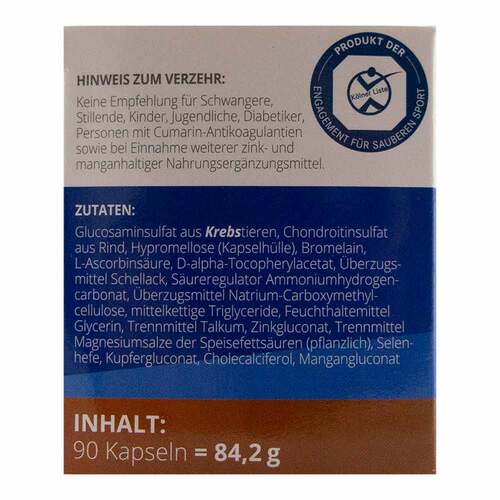 HINWEIS ZUM VERZEHR:
Keine Empfehlung für Schwangere,
Stillende, Kinder, Jugendliche, Diabetiker,
Personen mit Cumarin-Antikoagulantien
sowie bei Einnahme weiterer zink- und
manganhaltiger Nahrungsergänzungsmittel.
PRODUKT DER
Kölner Liste
ENGAGEMENT FÜR SAUBEREN SPORT
ZUTATEN:
Glucosaminsulfat aus Krebstieren, Chondroitinsulfat
aus Rind, Hypromellose (Kapselhülle), Bromelain,
L-Ascorbinsäure, D-alpha-Tocopherylacetat, Überzugs-
mittel Schellack, Säureregulator Ammoniumhydrogen-
carbonat, Überzugsmittel Natrium-Carboxymethyl-
cellulose, mittelkettige Triglyceride, Feuchthaltemittel
Glycerin, Trennmittel Talkum, Zinkgluconat, Trennmittel
Magnesiumsalze der Speisefettsäuren (pflanzlich), Selen-
hefe, Kupfergluconat, Cholecalciferol, Mangangluconat
INHALT:
90 Kapseln = 84,2 g